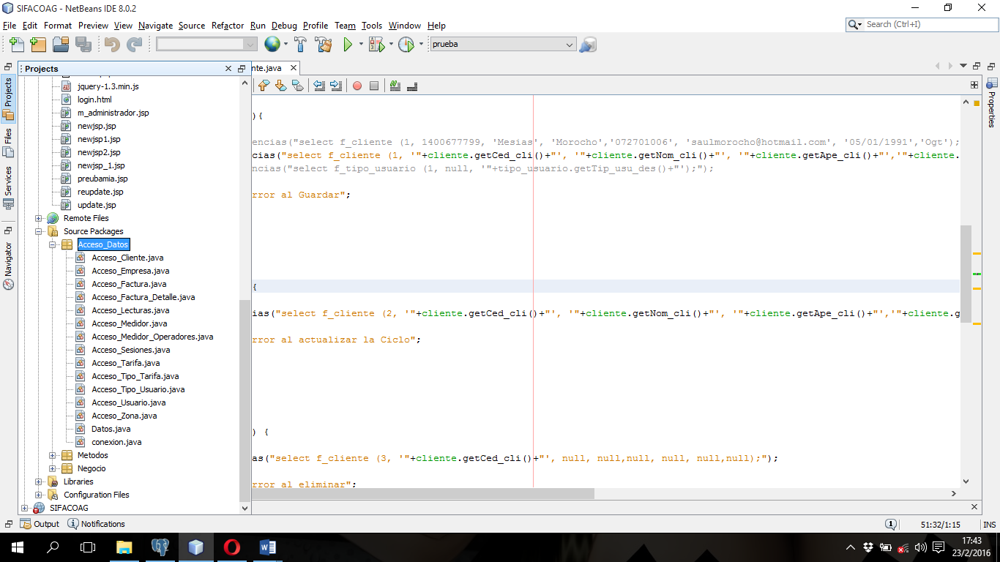 SIFACOAG - NetBeans IDE 8.0.2
File Edit Format Preview View Navigate Source Refactor Run Debug Profile Team Tools Window Help
Search (Ctrl+I)
prueba
Projects
nte.java
Projects
Files
Services
Navigator
Properties
jquery-1.3.min.js
login.html
m_administrador.jsp
newjsp.jsp
newjsp1.jsp
newjsp2.jsp
newjsp_1.jsp
preubamia.jsp
reupdate.jsp
update.jsp
Remote Files
Source Packages
Acceso_Datos
Acceso_Cliente.java
Acceso_Empresa.java
Acceso_Factura.java
Acceso_Factura_Detalle.java
Acceso_Lecturas.java
Acceso_Medidor.java
Acceso_Medidor_Operadores.java
Acceso_Sesiones.java
Acceso_Tarifa.java
Acceso_Tipo_Tarifa.java
Acceso_Tipo_Usuario.java
Acceso_Usuario.java
Acceso_Zona.java
Datos.java
conexion.java
Metodos
Negocio
Libraries
Configuration Files
SIFACOAG
){
encias("select f_cliente (1, 1400677799, 'Mesias', 'Morocho','072701006', 'saulmorocho@hotmail.com', '05/01/1991','Ogt');
cias("select f_cliente (1, '"+cliente.getCed_cli()+"', '"+cliente.getNom_cli()+"', '"+cliente.getApe_cli()+"','"+cliente.
ncias("select f_tipo_usuario (1, null, '"+tipo_usuario.getTip_usu_des()+"');");
rror al Guardar";
{
ias("select f_cliente (2, '"+cliente.getCed_cli()+"', '"+cliente.getNom_cli()+"', '"+cliente.getApe_cli()+"','"+cliente.g
rror al actualizar la Ciclo";
) {
as("select f_cliente (3, '"+cliente.getCed_cli()+"', null, null,null, null, null,null);");
rror al eliminar";
Output
Notifications
1
51:32/1:15
INS
17:43
23/2/2016